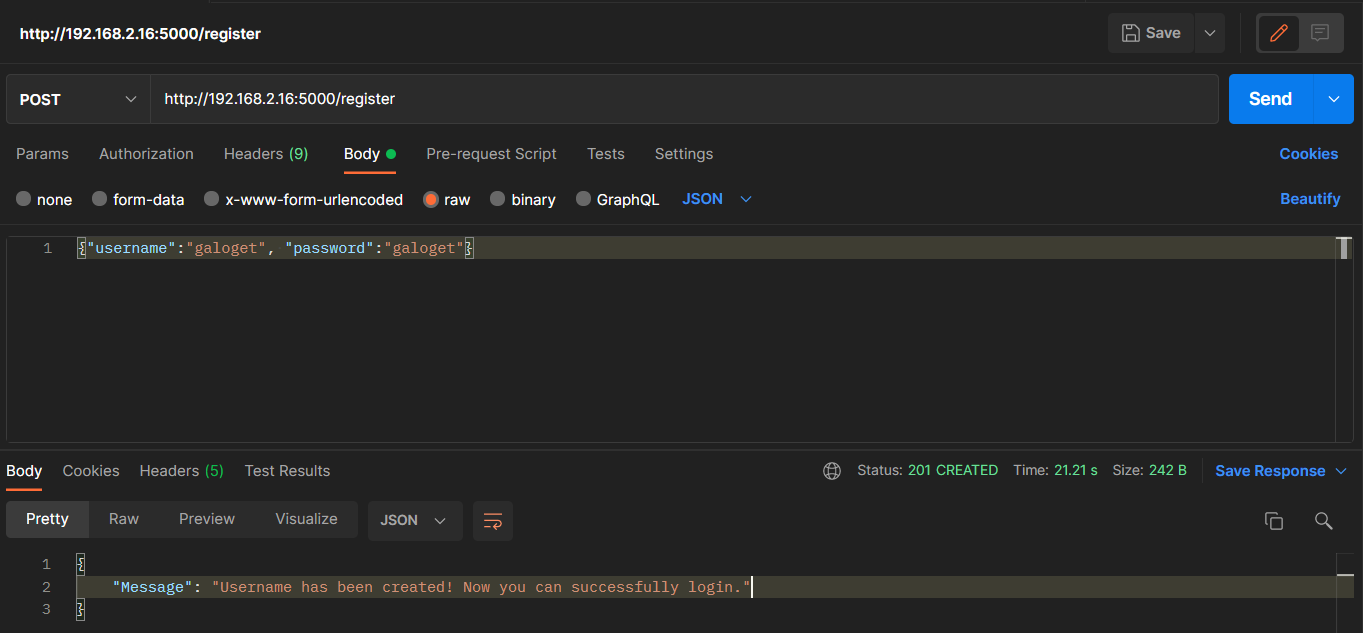 http://192.168.2.16:5000/register Save
POST http://192.168.2.16:5000/register Send
Params Authorization Headers (9) Body Pre-request Script Tests Settings Cookies
none form-data x-www-form-urlencoded raw binary GraphQL JSON Beautify
1 {"username":"galoget", "password":"galoget"}
Body Cookies Headers (5) Test Results Status: 201 CREATED Time: 21.21 s Size: 242 B Save Response
Pretty Raw Preview Visualize JSON
1 {
2 "Message": "Username has been created! Now you can successfully login."
3 }